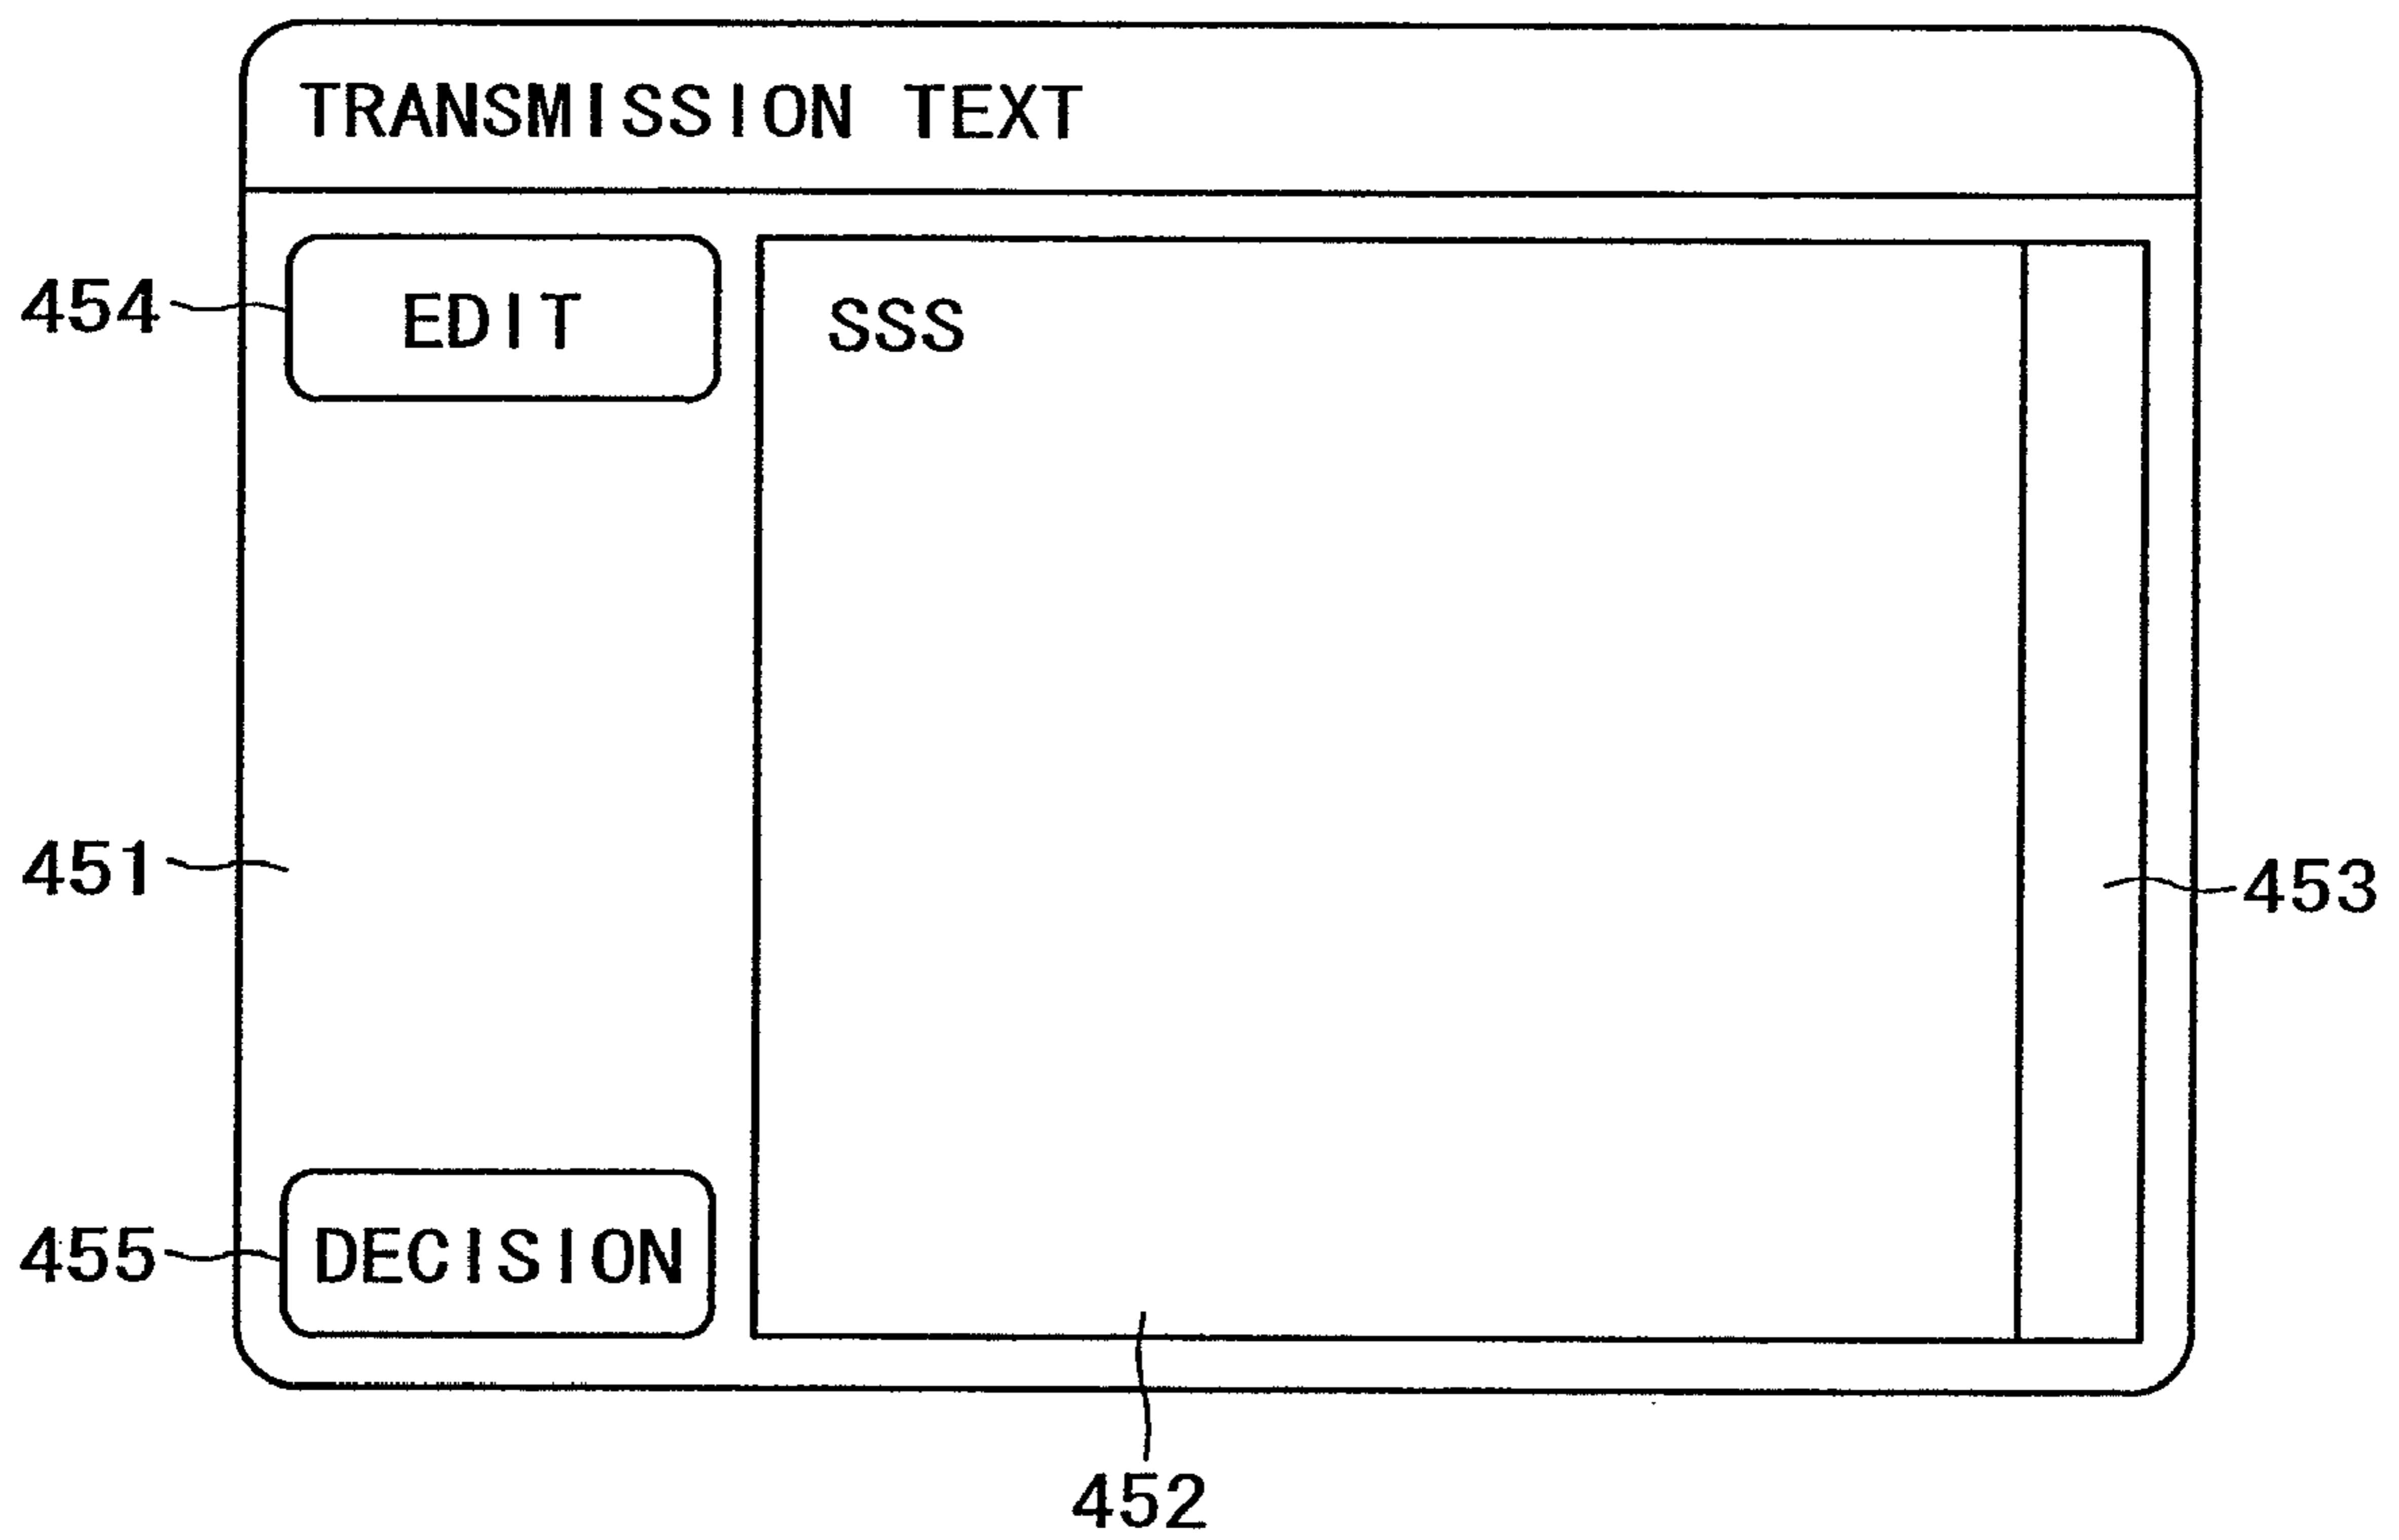 TRANSMISSION TEXT
454
EDIT
SSS
451
453
455
DECISION
452